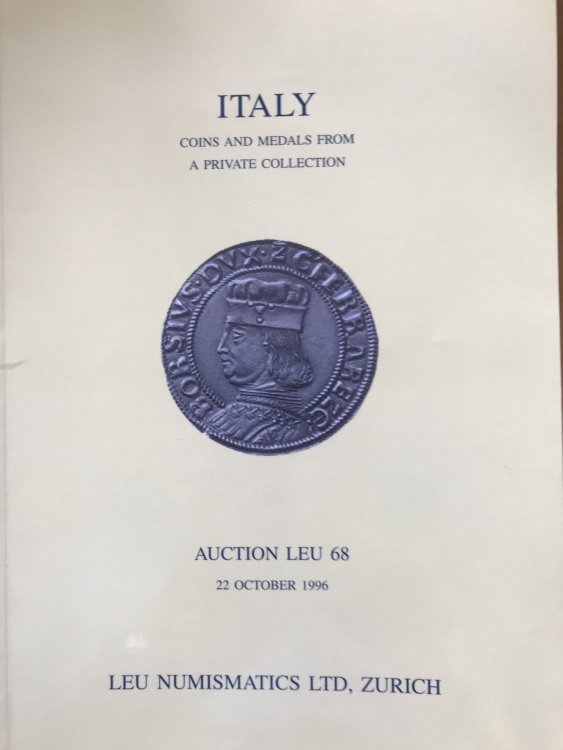 ITALY
COINS AND MEDALS FROM
A PRIVATE COLLECTION
BORSIVS·DVX·Z·C·FERRARE·Z·C·
AUCTION LEU 68
22 OCTOBER 1996
LEU NUMISMATICS LTD, ZURICH